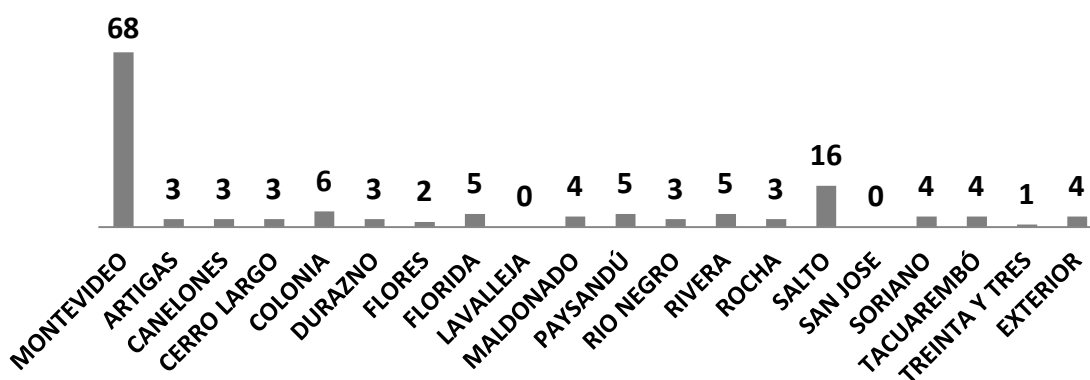 68
3
3
3
6
3
2
5
0
4
5
3
5
3
16
0
4
4
1
4
MONTEVIDEO
ARTIGAS
CANELONES
CERRO LARGO
COLONIA
DURAZNO
FLORES
FLORIDA
LAVALLEJA
MALDONADO
PAYSANDÚ
RIO NEGRO
RIVERA
ROCHA
SALTO
SAN JOSE
SORIANO
TACUAREMBÓ
TREINTA Y TRES
EXTERIOR